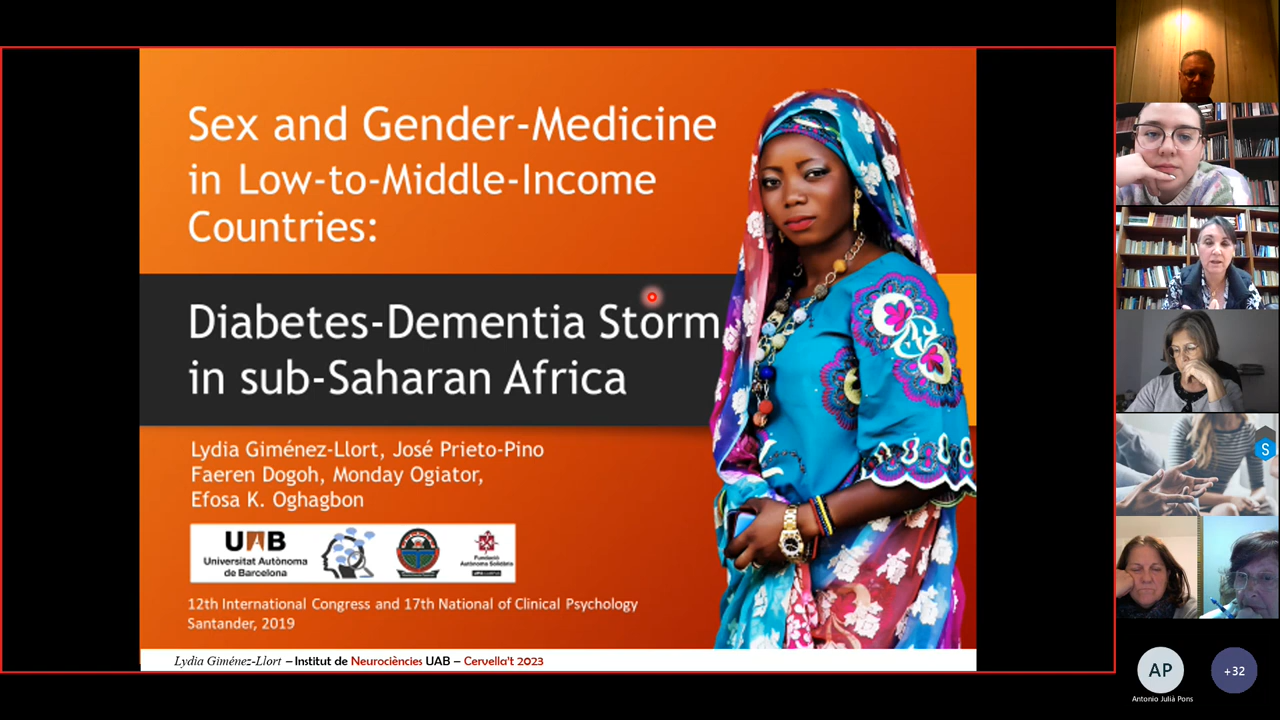 Sex and Gender-Medicine
in Low-to-Middle-Income
Countries:
Diabetes-Dementia Storm
in sub-Saharan Africa
Lydia Giménez-Llort, José Prieto-Pino
Faeren Dogoh, Monday Ogiator,
Efosa K. Oghagbon
UAB
Universitat Autònoma
de Barcelona
Fundació
Autònoma Solidària
12th International Congress and 17th National of Clinical Psychology
Santander, 2019
Lydia Giménez-Llort – Institut de Neurociències UAB – Cervella't 2023
S
AP
+32
Antonio Julià Pons